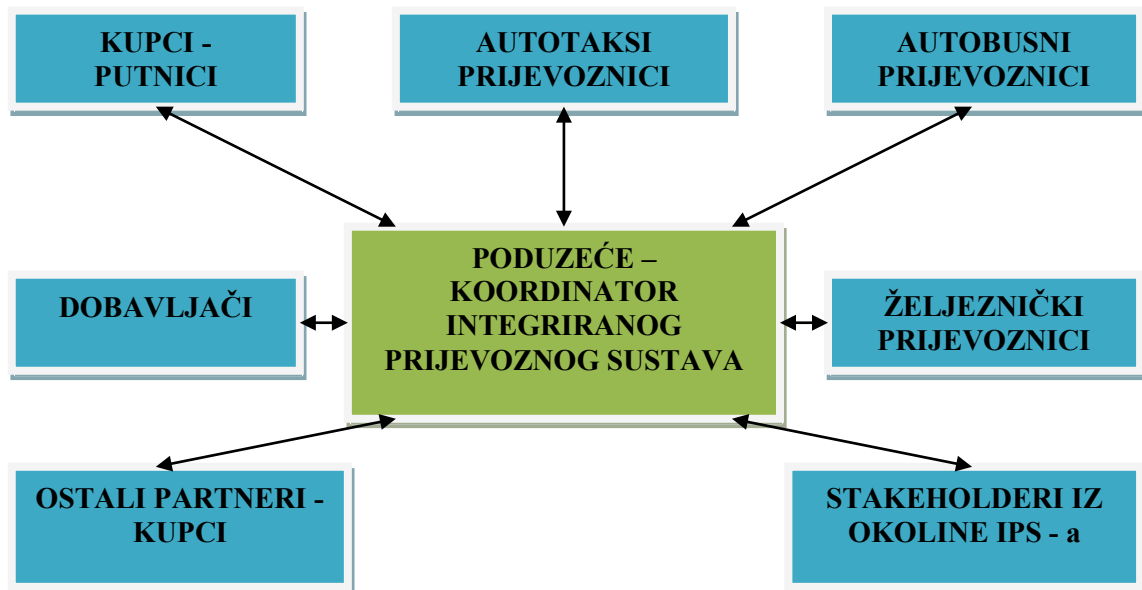 KUPCI -
PUTNICI
AUTOTAKSI
PRIJEVOZNICI
AUTOBUSNI
PRIJEVOZNICI
DOBAVLJAČI
PODUZEĆE –
KOORDINATOR
INTEGRIRANOG
PRIJEVOZNOG SUSTAVA
ŽELJEZNIČKI
PRIJEVOZNICI
OSTALI PARTNERI -
KUPCI
STAKEHOLDERI IZ
OKOLINE IPS - a